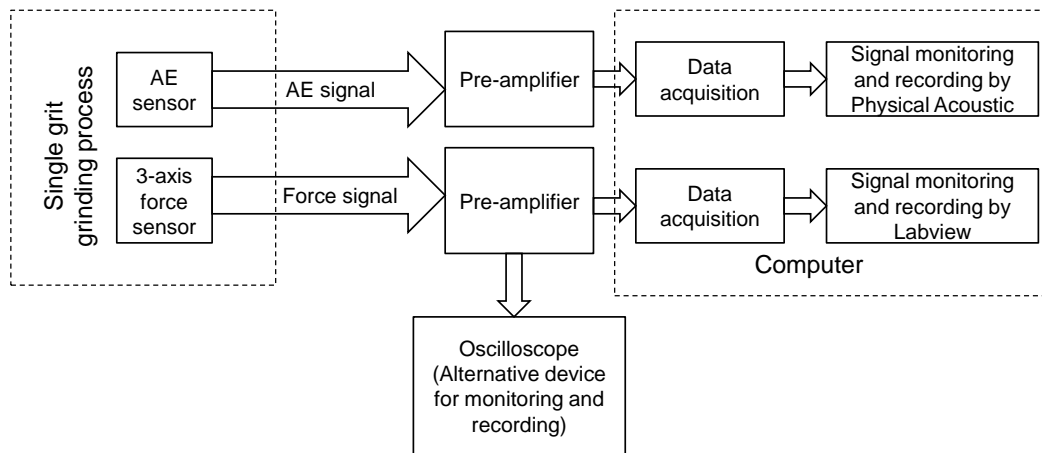 Single grit
grinding process
AE
sensor
AE signal
Pre-amplifier
Data
acquisition
Signal monitoring
and recording by
Physical Acoustic
3-axis
force
sensor
Force signal
Pre-amplifier
Data
acquisition
Signal monitoring
and recording by
Labview
Computer
Oscilloscope
(Alternative device
for monitoring and
recording)